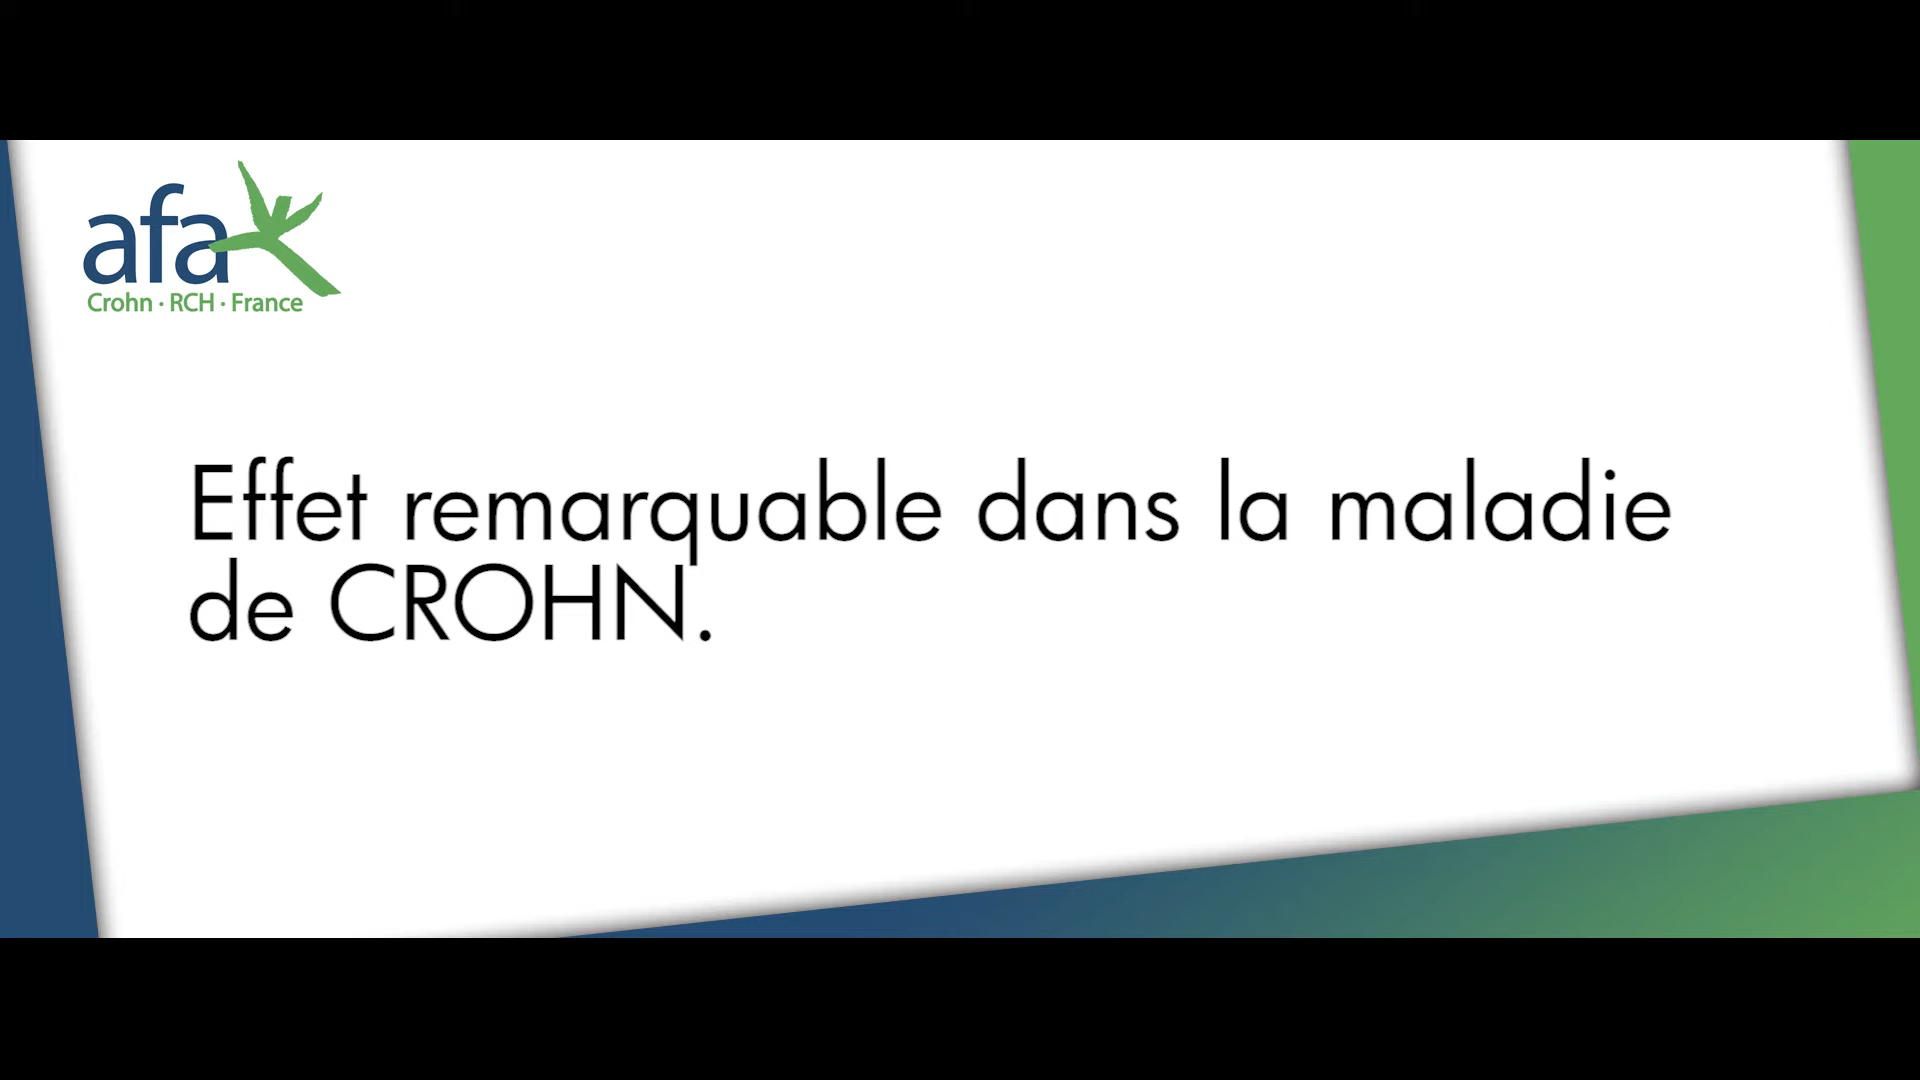 afa
Crohn · RCH · France
Effet remarquable dans la maladie
de CROHN.